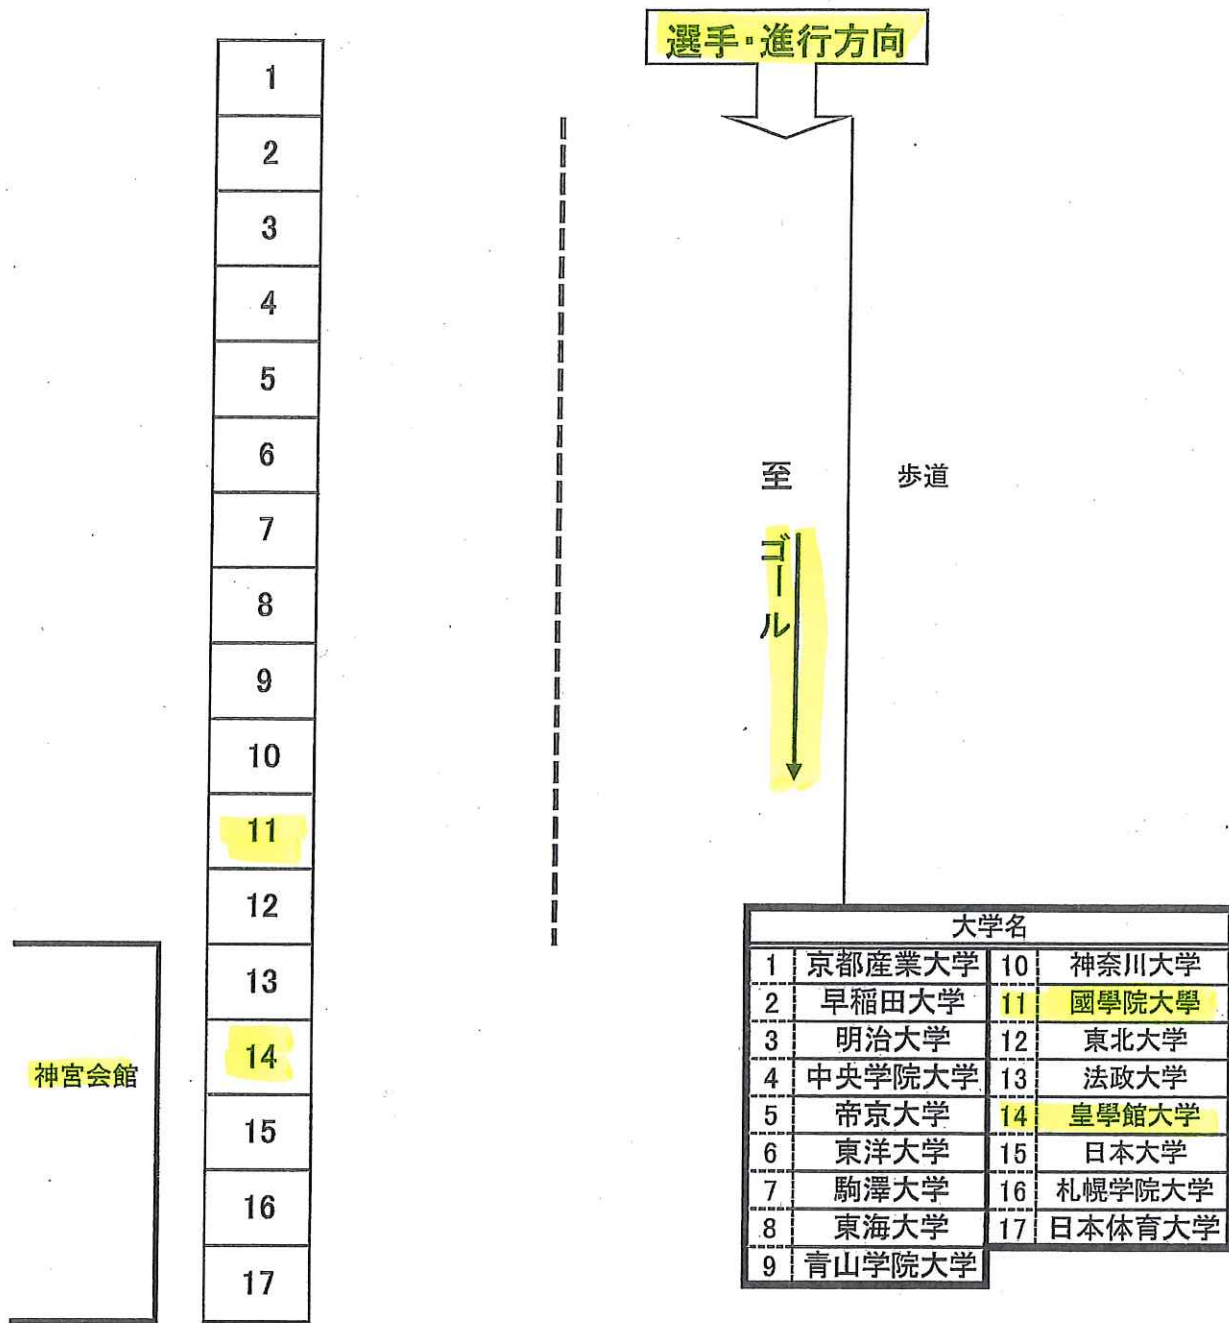 選手・進行方向
1
2
3
4
5
6
7
8
9
10
11
12
13
14
15
16
17
至
ゴール
歩道
神宮会館
大学名
1 京都産業大学 10 神奈川大学
2 早稲田大学 11 國學院大學
3 明治大学 12 東北大学
4 中央学院大学 13 法政大学
5 帝京大学 14 皇學館大学
6 東洋大学 15 日本大学
7 駒澤大学 16 札幌学院大学
8 東海大学 17 日本体育大学
9 青山学院大学